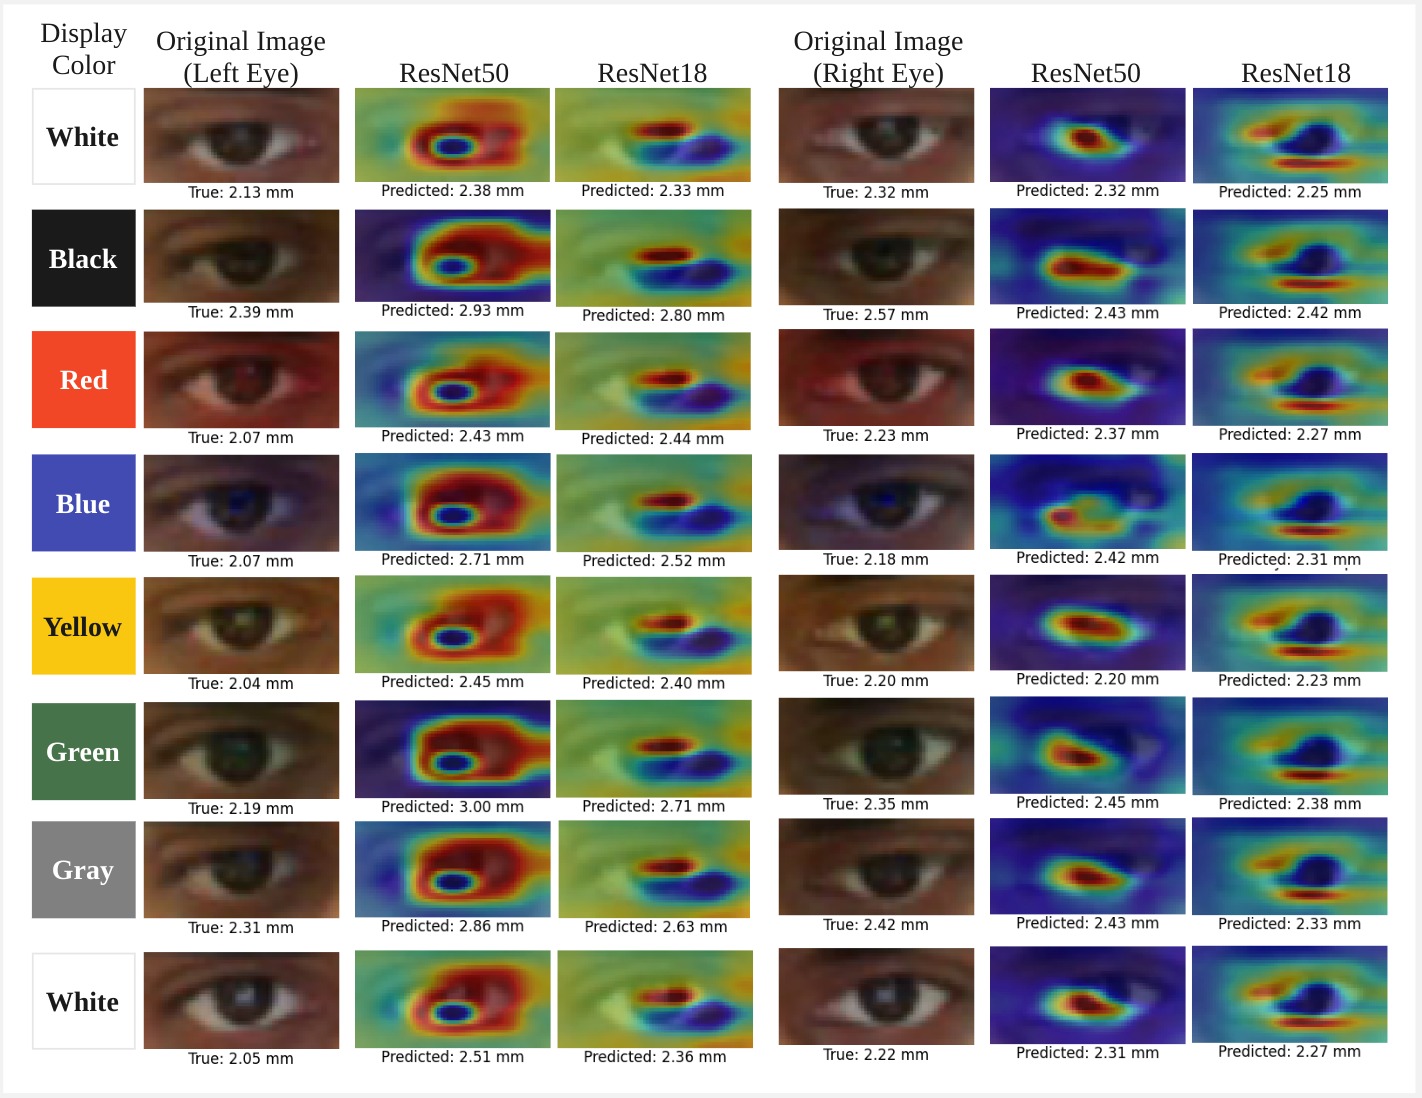 Display
Color
Original Image
(Left Eye)
ResNet50
ResNet18
Original Image
(Right Eye)
ResNet50
ResNet18
White
True: 2.13 mm
Predicted: 2.38 mm
Predicted: 2.33 mm
True: 2.32 mm
Predicted: 2.32 mm
Predicted: 2.25 mm
Black
True: 2.39 mm
Predicted: 2.93 mm
Predicted: 2.80 mm
True: 2.57 mm
Predicted: 2.43 mm
Predicted: 2.42 mm
Red
True: 2.07 mm
Predicted: 2.43 mm
Predicted: 2.44 mm
True: 2.23 mm
Predicted: 2.37 mm
Predicted: 2.27 mm
Blue
True: 2.07 mm
Predicted: 2.71 mm
Predicted: 2.52 mm
True: 2.18 mm
Predicted: 2.42 mm
Predicted: 2.31 mm
Yellow
True: 2.04 mm
Predicted: 2.45 mm
Predicted: 2.40 mm
True: 2.20 mm
Predicted: 2.20 mm
Predicted: 2.23 mm
Green
True: 2.19 mm
Predicted: 3.00 mm
Predicted: 2.71 mm
True: 2.35 mm
Predicted: 2.45 mm
Predicted: 2.38 mm
Gray
True: 2.31 mm
Predicted: 2.86 mm
Predicted: 2.63 mm
True: 2.42 mm
Predicted: 2.43 mm
Predicted: 2.33 mm
White
True: 2.05 mm
Predicted: 2.51 mm
Predicted: 2.36 mm
True: 2.22 mm
Predicted: 2.31 mm
Predicted: 2.27 mm